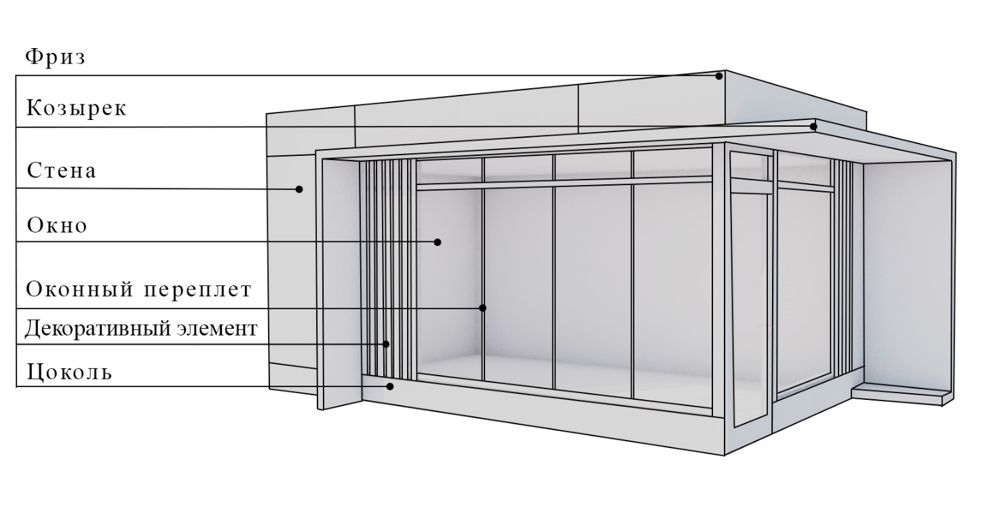 Фриз
Козырек
Стена
Окно
Оконный переплет
Декоративный элемент
Цоколь